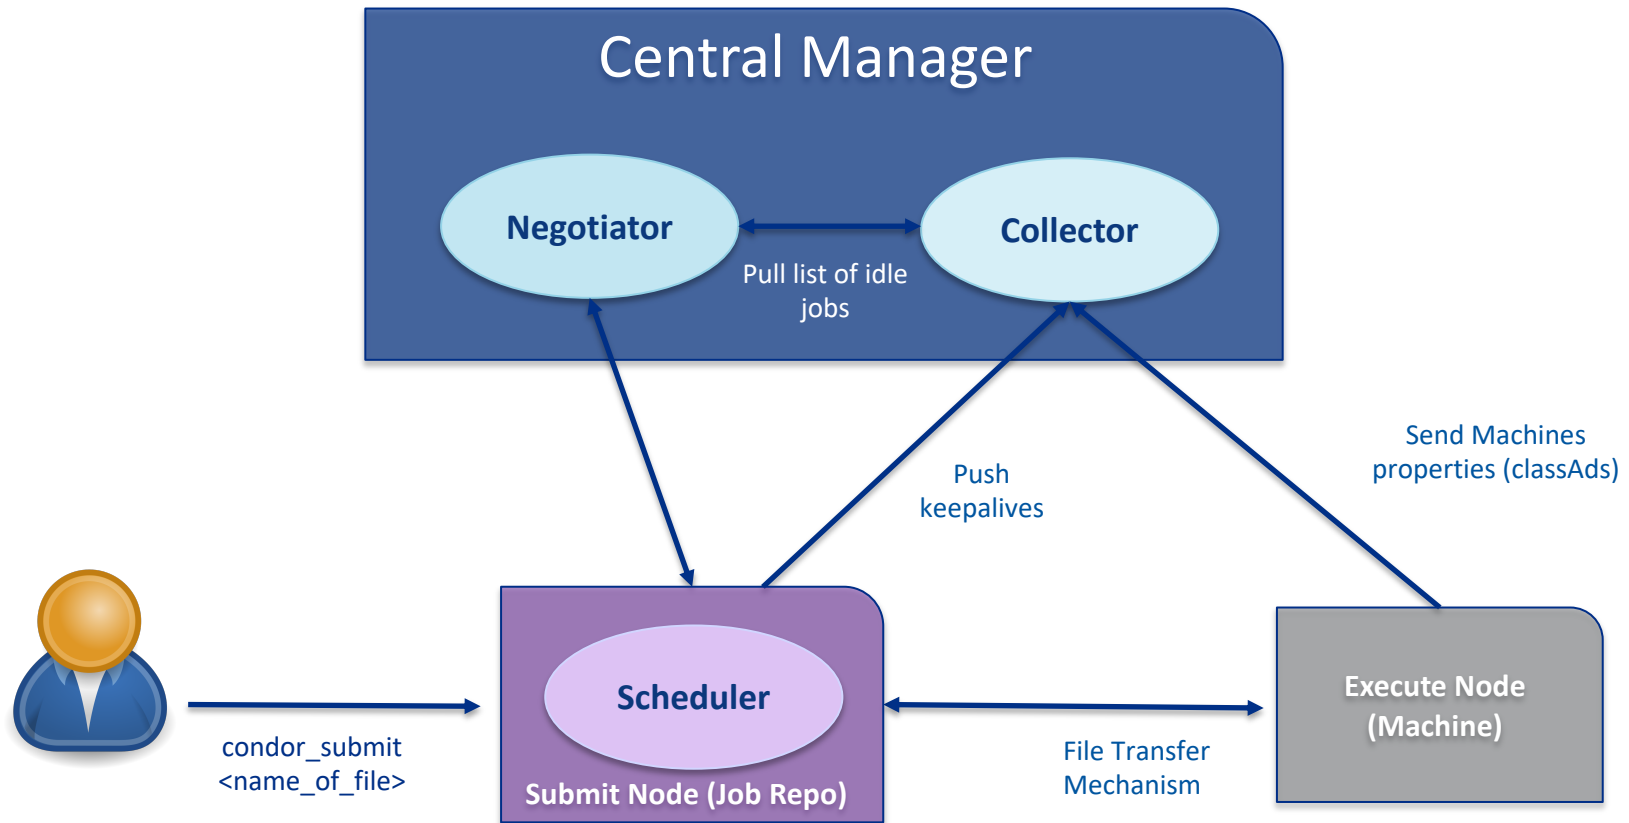 Central Manager
Negotiator
Collector
Pull list of idle
jobs
Send Machines
properties (classAds)
Push
keepalives
Scheduler
Submit Node (Job Repo)
Execute Node
(Machine)
condor_submit
<name_of_file>
File Transfer
Mechanism